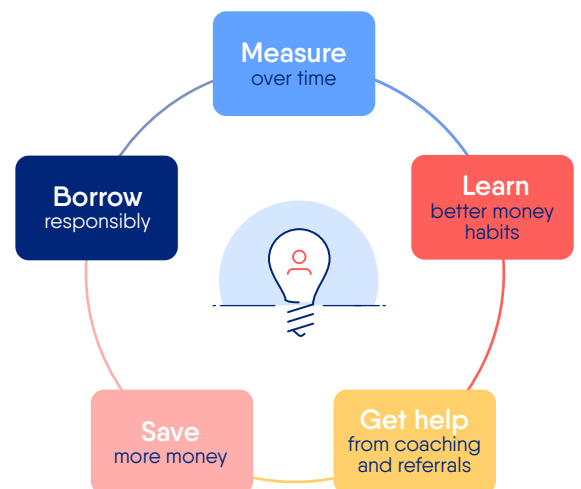 Measure
over time
Learn
better money
habits
Get help
from coaching
and referrals
Save
more money
Borrow
responsibly